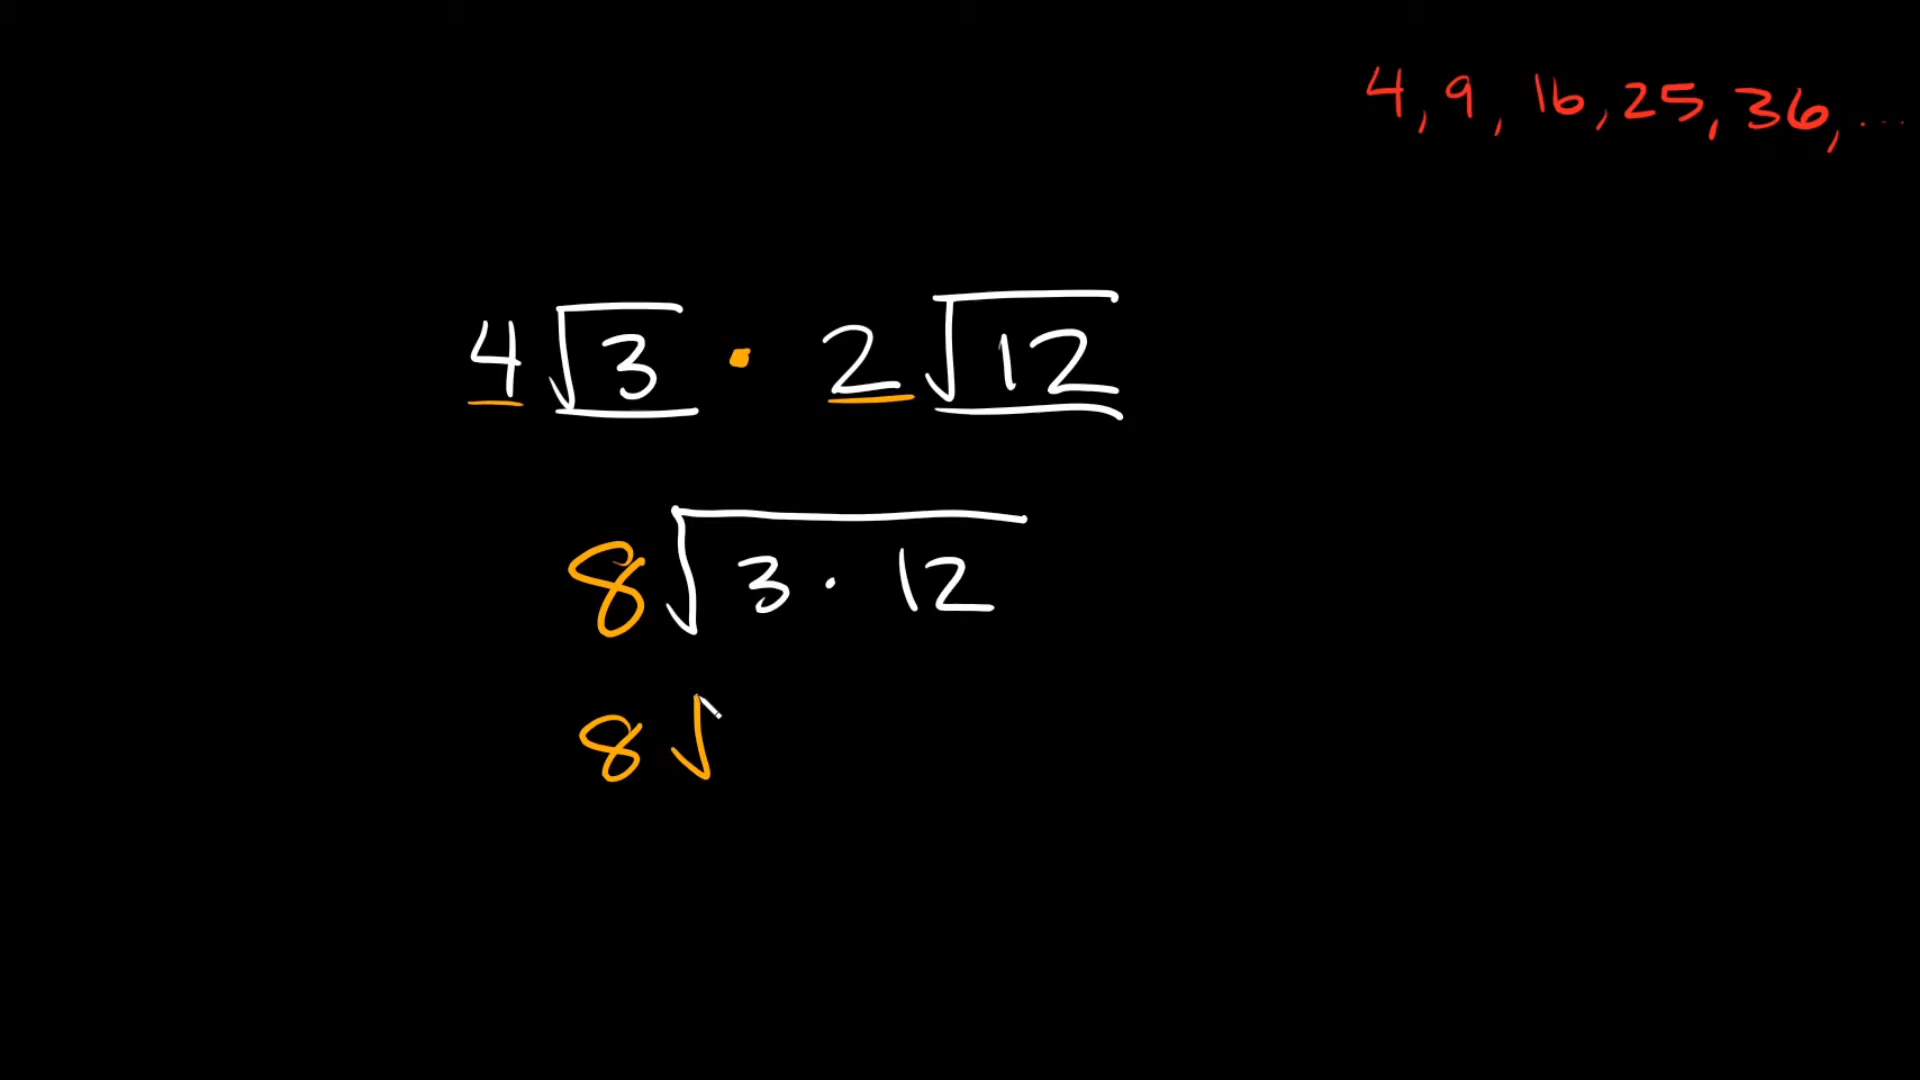 4, 9, 16, 25, 36, ...
4√3 · 2√12
8√3 · 12
8√